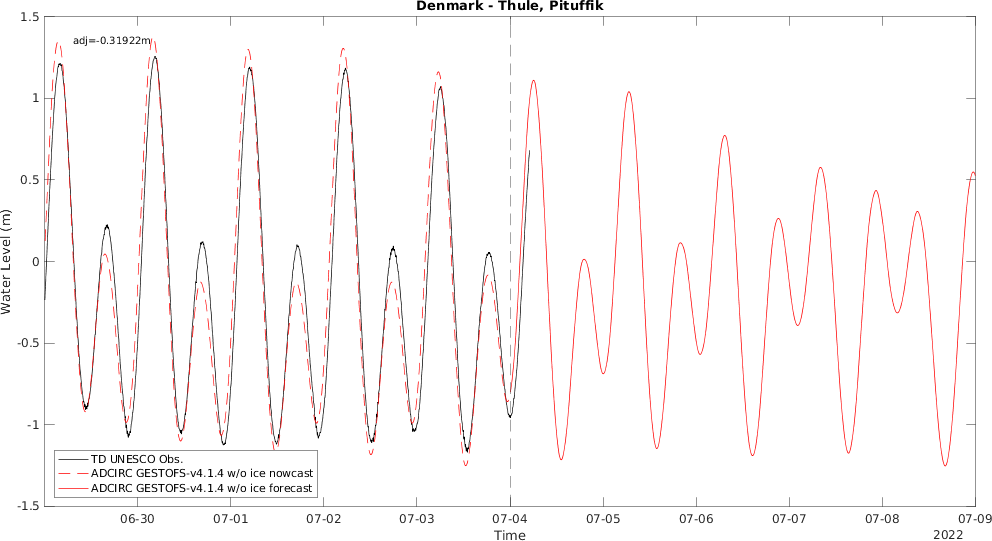 Denmark - Thule, Pituffik
adj=-0.31922m
1.5
1
0.5
0
-0.5
-1
-1.5
Water Level (m)
TD UNESCO Obs.
ADCIRC GESTOFS-v4.1.4 w/o ice nowcast
ADCIRC GESTOFS-v4.1.4 w/o ice forecast
06-30 07-01 07-02 07-03 07-04 07-05 07-06 07-07 07-08 07-09
Time
2022